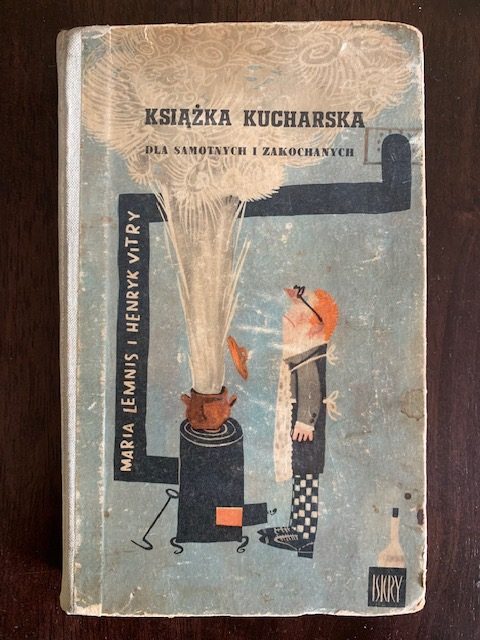 KSIĄŻKA KUCHARSKA
DLA SAMOTNYCH I ZAKOCHANYCH
MARIA LEMNIS I HENRYK VITRY
ISKRY